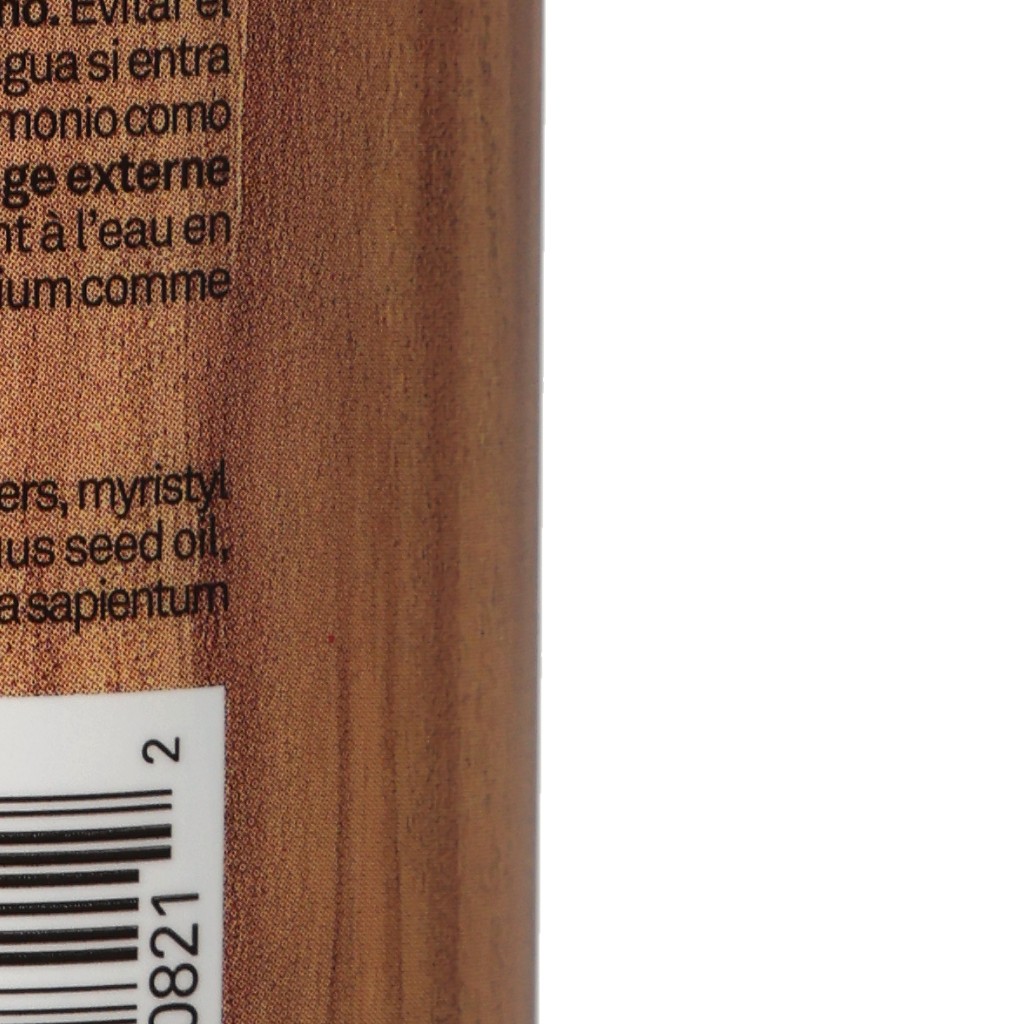 no. Evitar el
gua si entra
monio como
ge externe
nt à l'eau en
ium comme
ers, myristyl
us seed oil,
a sapientum
2
0821